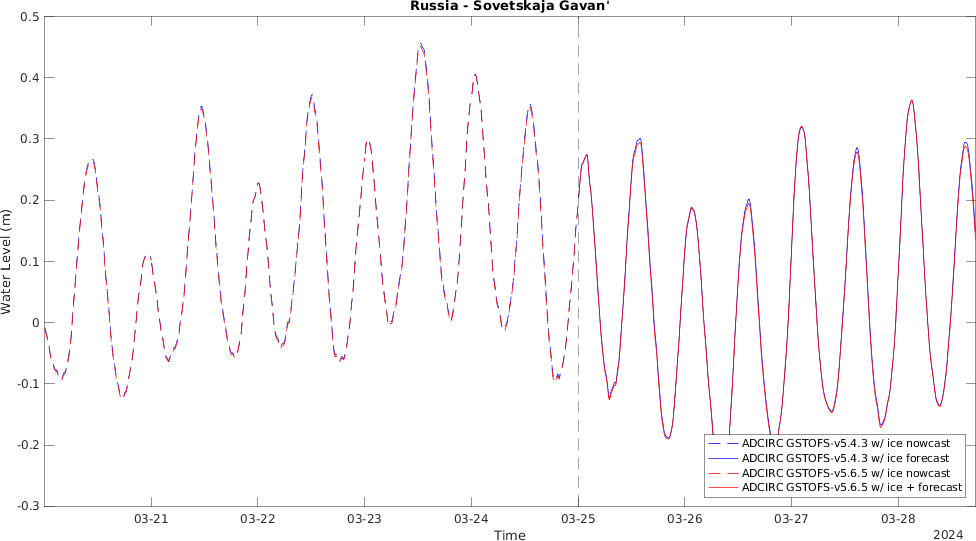 Russia - Sovetskaja Gavan'
0.5
0.4
0.3
0.2
0.1
0
-0.1
-0.2
-0.3
Water Level (m)
ADCIRC GSTOFS-v5.4.3 w/ ice nowcast
ADCIRC GSTOFS-v5.4.3 w/ ice forecast
ADCIRC GSTOFS-v5.6.5 w/ ice nowcast
ADCIRC GSTOFS-v5.6.5 w/ ice + forecast
03-21 03-22 03-23 03-24 03-25 03-26 03-27 03-28
Time
2024